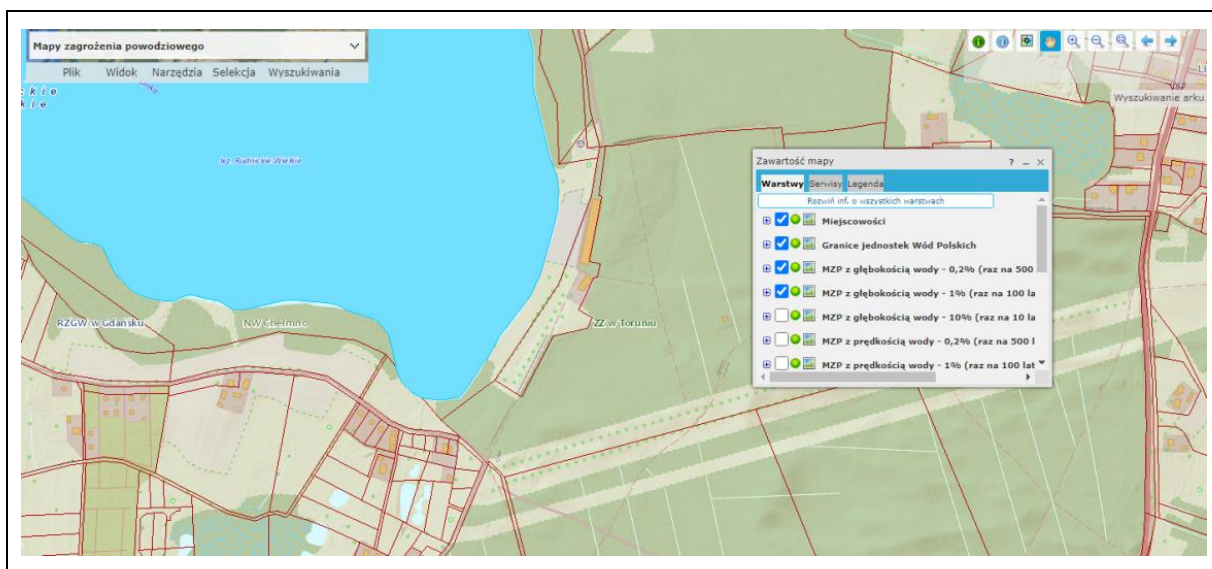 Mapy zagrożenia powodziowego
Plik Widok Narzędzia Selekcja Wyszukiwania
ckie
kie
Wyszukiwanie arku
jez. Rudnickie Wielkie
Zawartość mapy ? _ X
Warstwy Serwisy Legenda
Rozwiń inf. o wszystkich warstwach
Miejscowości
Granice jednostek Wód Polskich
MZP z głębokością wody - 0,2% (raz na 500
MZP z głębokością wody - 1% (raz na 100 la
MZP z głębokością wody - 10% (raz na 10 la
MZP z prędkością wody - 0,2% (raz na 500 l
MZP z prędkością wody - 1% (raz na 100 lat
RZGW w Gdańsku
NW Chełmno
ZZ w Toruniu